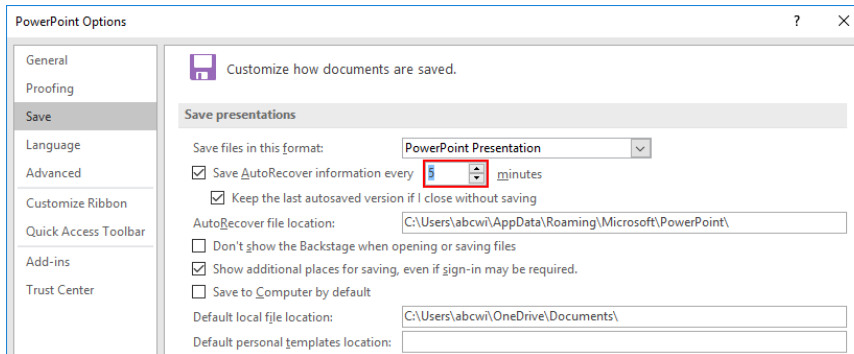 PowerPoint Options ?
General
Proofing
Save
Language
Advanced
Customize Ribbon
Quick Access Toolbar
Add-ins
Trust Center
Customize how documents are saved.
Save presentations
Save files in this format: PowerPoint Presentation
Save AutoRecover information every 5 minutes
Keep the last autosaved version if I close without saving
AutoRecover file location: C:\Users\abcwi\AppData\Roaming\Microsoft\PowerPoint\
Don't show the Backstage when opening or saving files
Show additional places for saving, even if sign-in may be required.
Save to Computer by default
Default local file location: C:\Users\abcwi\OneDrive\Documents\
Default personal templates location: